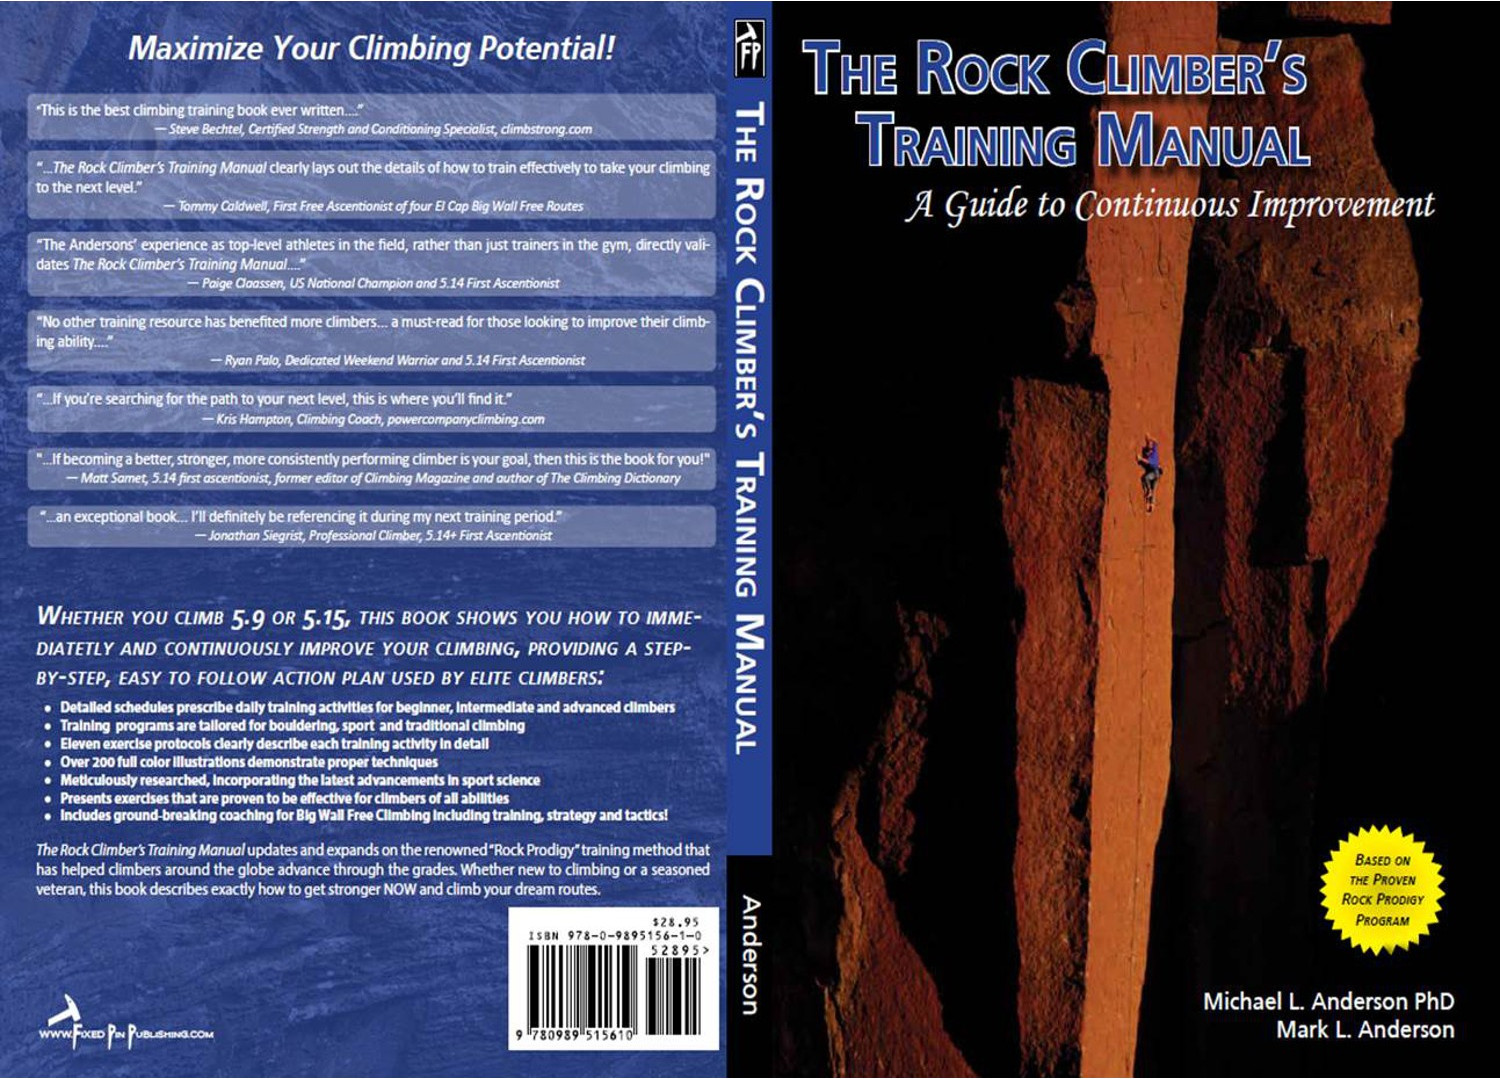 Maximize Your Climbing Potential!
“This is the best climbing training book ever written....”
— Steve Bechtel, Certified Strength and Conditioning Specialist, climbstrong.com
“...The Rock Climber’s Training Manual clearly lays out the details of how to train effectively to take your climbing
to the next level.”
— Tommy Caldwell, First Free Ascentionist of four El Cap Big Wall Free Routes
“The Andersons’ experience as top-level athletes in the field, rather than just trainers in the gym, directly vali-
dates The Rock Climber’s Training Manual....”
— Paige Claassen, US National Champion and 5.14 First Ascentionist
“No other training resource has benefited more climbers... a must-read for those looking to improve their climb-
ing ability....”
— Ryan Palo, Dedicated Weekend Warrior and 5.14 First Ascentionist
“...If you’re searching for the path to your next level, this is where you’ll find it.”
— Kris Hampton, Climbing Coach, powercompanyclimbing.com
"...If becoming a better, stronger, more consistently performing climber is your goal, then this is the book for you!"
— Matt Samet, 5.14 first ascentionist, former editor of Climbing Magazine and author of The Climbing Dictionary
“...an exceptional book... I’ll definitely be referencing it during my next training period.”
— Jonathan Siegrist, Professional Climber, 5.14+ First Ascentionist
Whether you climb 5.9 or 5.15, this book shows you how to imme-
diatetly and continuously improve your climbing, providing a step-
by-step, easy to follow action plan used by elite climbers:
• Detailed schedules prescribe daily training activities for beginner, intermediate and advanced climbers
• Training programs are tailored for bouldering, sport and traditional climbing
• Eleven exercise protocols clearly describe each training activity in detail
• Over 200 full color illustrations demonstrate proper techniques
• Meticulously researched, incorporating the latest advancements in sport science
• Presents exercises that are proven to be effective for climbers of all abilities
• Includes ground-breaking coaching for Big Wall Free Climbing including training, strategy and tactics!
The Rock Climber’s Training Manual updates and expands on the renowned “Rock Prodigy” training method that
has helped climbers around the globe advance through the grades. Whether new to climbing or a seasoned
veteran, this book describes exactly how to get stronger NOW and climb your dream routes.
$28.95
ISBN 978-0-9895156-1-0
52895>
9 780989 515610
www.Fixed Pin Publishing.com
FP
The Rock Climber’s Training Manual
Anderson
The Rock Climber’s
Training Manual
A Guide to Continuous Improvement
Based on
the Proven
Rock Prodigy
Program
Michael L. Anderson PhD
Mark L. Anderson